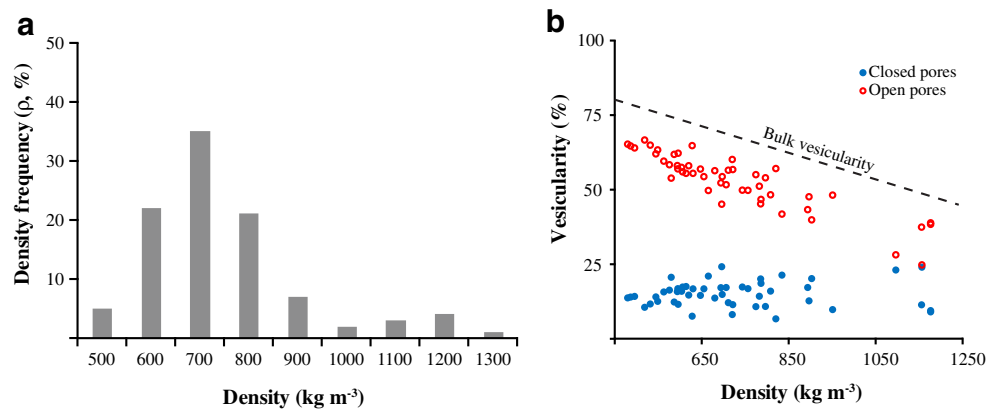 a
50
40
30
20
10
Density frequency (ρ, %)
500 600 700 800 900 1000 1100 1200 1300
Density (kg m⁻³)
b
100
75
50
25
Vesicularity (%)
Closed pores
Open pores
Bulk vesicularity
650 850 1050 1250
Density (kg m⁻³)